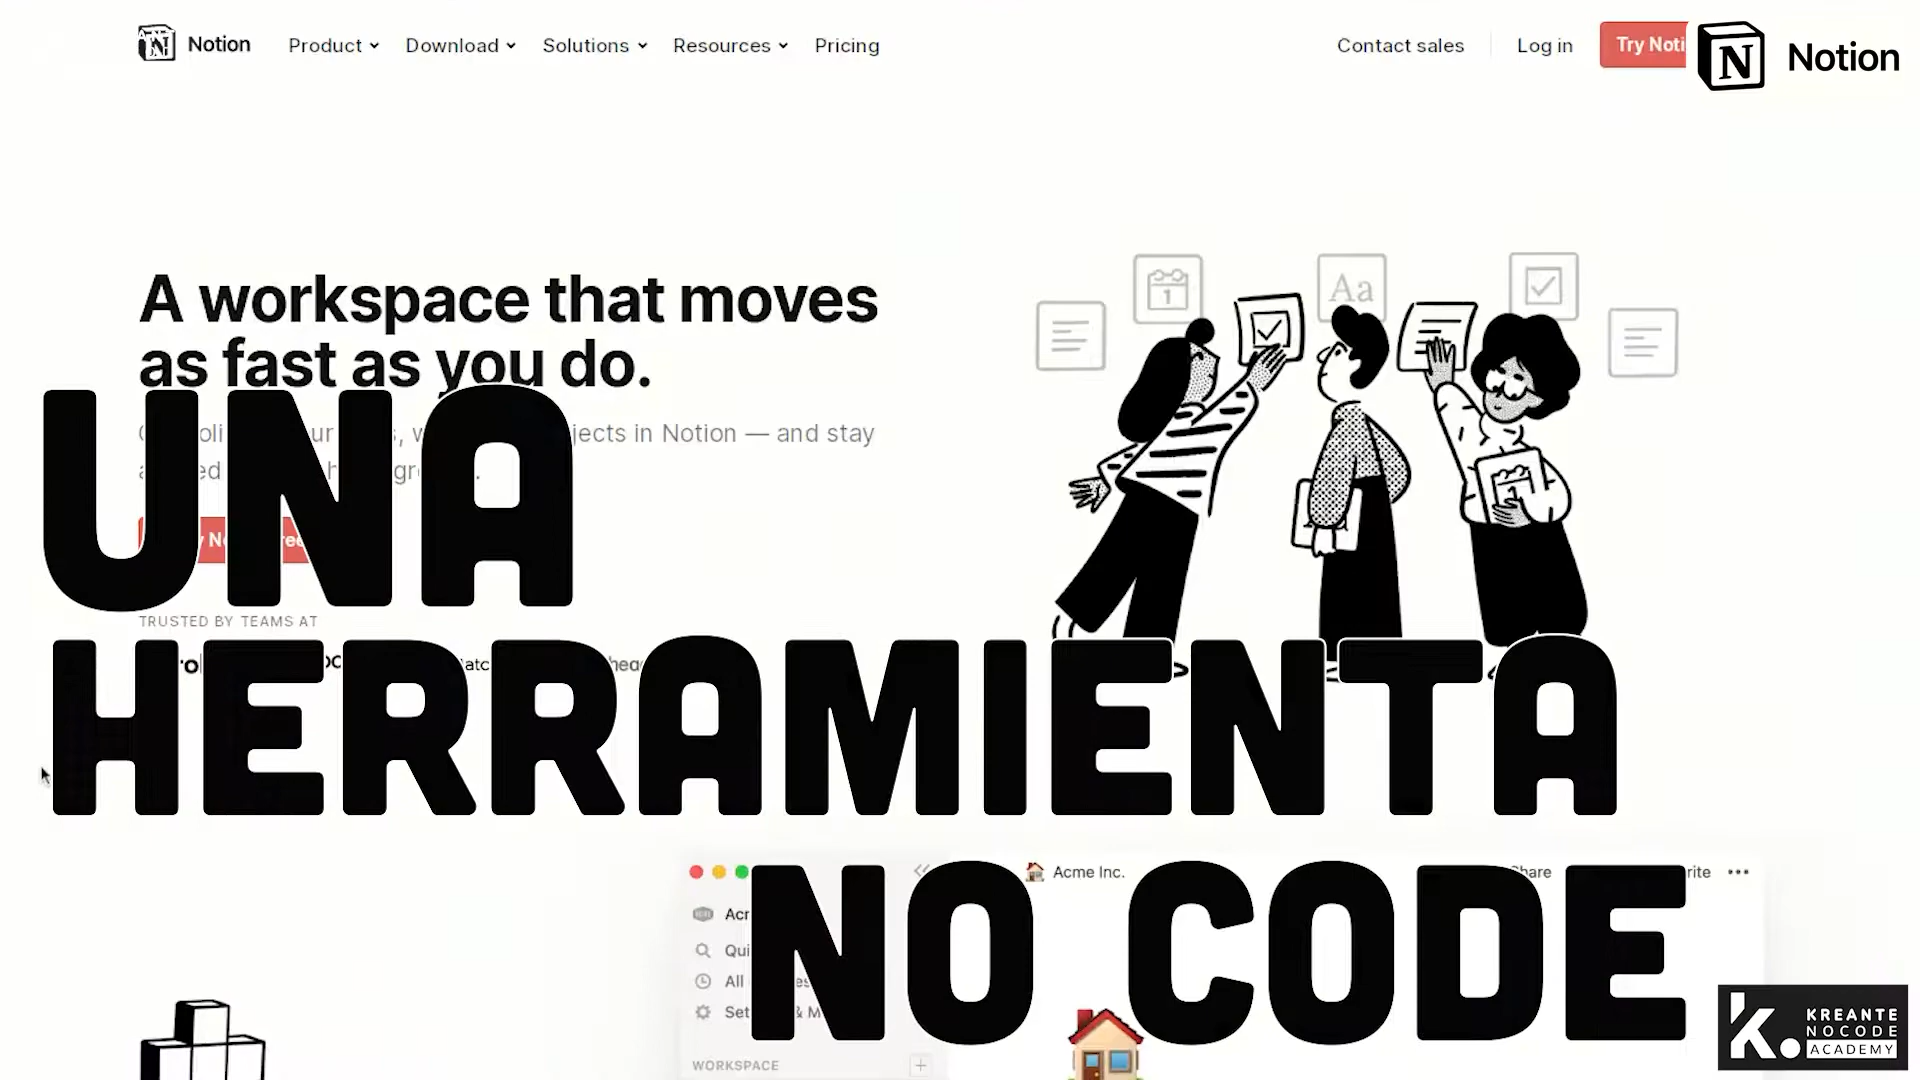 Notion
Product
Download
Solutions
Resources
Pricing
Contact sales
Log in
Try Noti
Notion
A workspace that moves
as fast as you do.
jects in Notion — and stay
UNA
TRUSTED BY TEAMS AT
HERRAMIENTA
Aa
1
Acme Inc.
NO CODE
WORKSPACE
KREANTE
NOCODE
ACADEMY